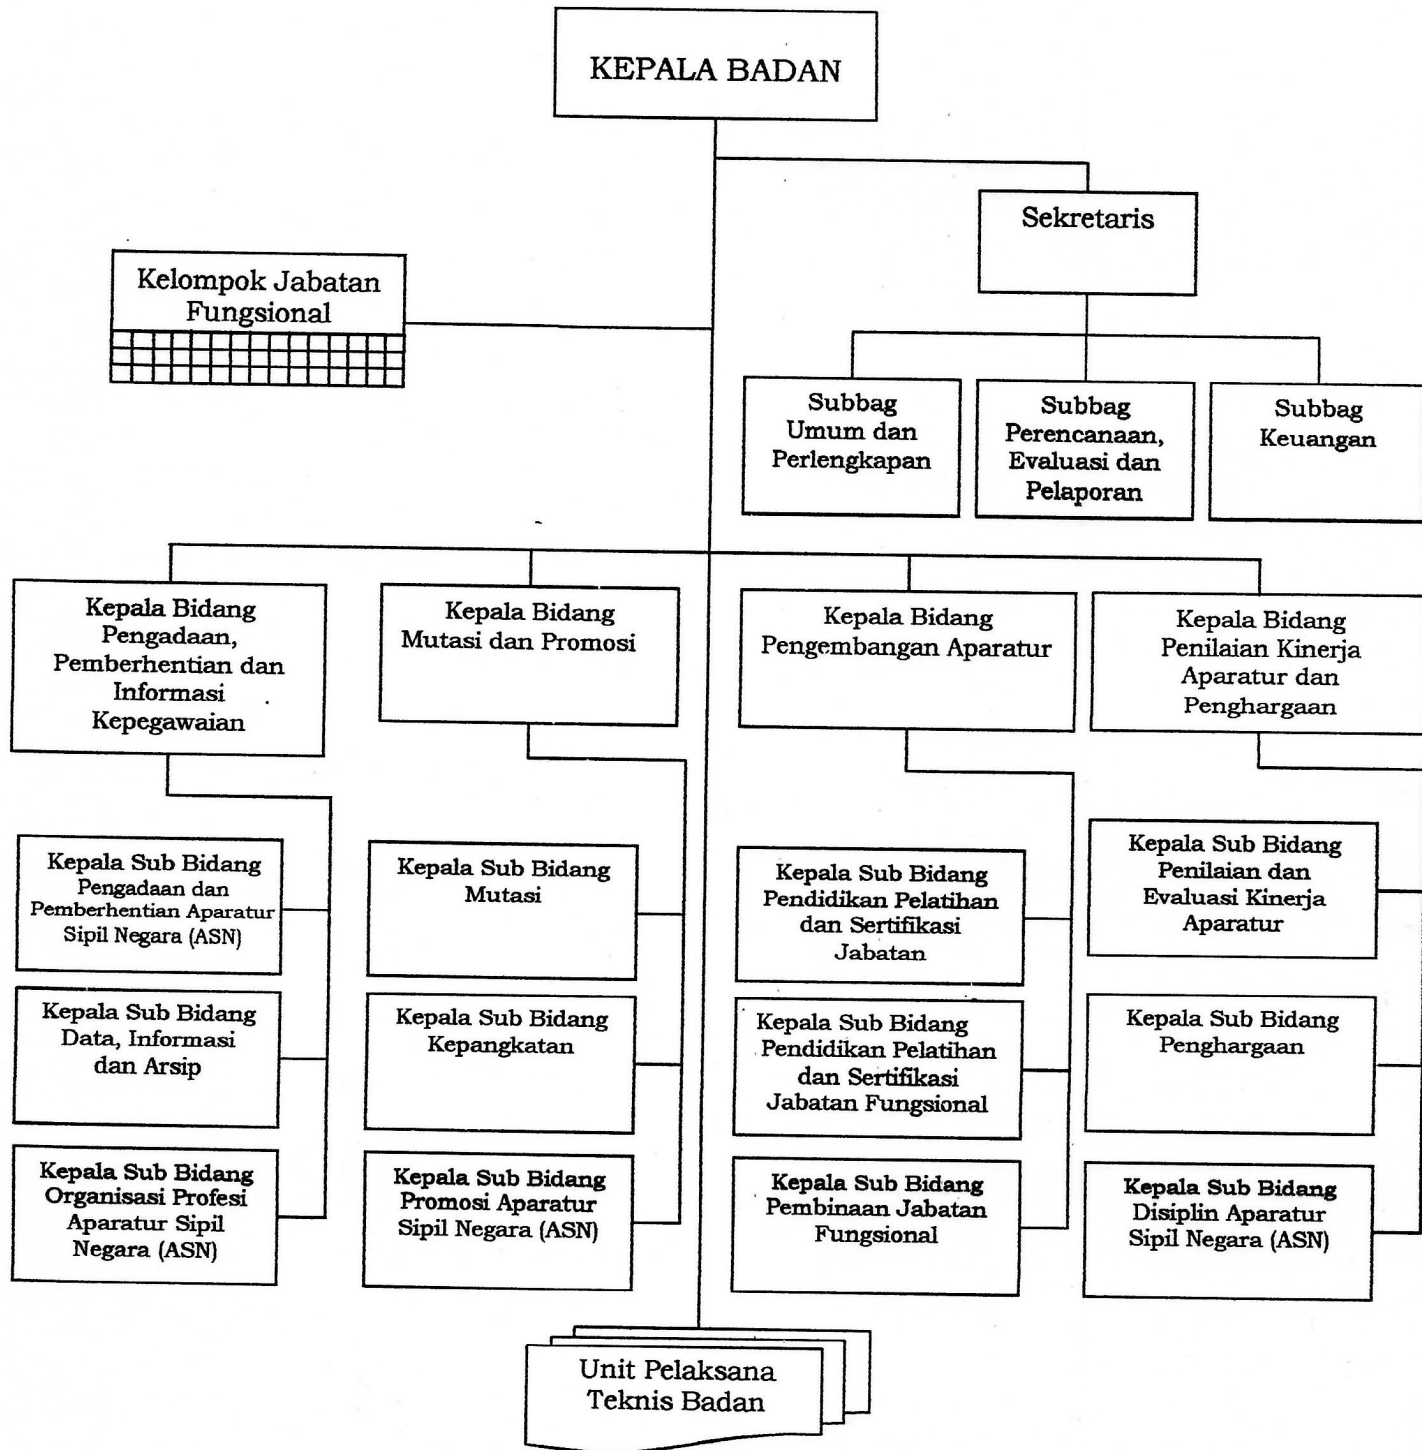 KEPALA BADAN
Sekretaris
Kelompok Jabatan
Fungsional
Subbag
Umum dan
Perlengkapan
Subbag
Perencanaan,
Evaluasi dan
Pelaporan
Subbag
Keuangan
Kepala Bidang
Pengadaan,
Pemberhentian dan
Informasi
Kepegawaian
Kepala Bidang
Mutasi dan Promosi
Kepala Bidang
Pengembangan Aparatur
Kepala Bidang
Penilaian Kinerja
Aparatur dan
Penghargaan
Kepala Sub Bidang
Pengadaan dan
Pemberhentian Aparatur
Sipil Negara (ASN)
Kepala Sub Bidang
Mutasi
Kepala Sub Bidang
Pendidikan Pelatihan
dan Sertifikasi
Jabatan
Kepala Sub Bidang
Penilaian dan
Evaluasi Kinerja
Aparatur
Kepala Sub Bidang
Data, Informasi
dan Arsip
Kepala Sub Bidang
Kepangkatan
Kepala Sub Bidang
Pendidikan Pelatihan
dan Sertifikasi
Jabatan Fungsional
Kepala Sub Bidang
Penghargaan
Kepala Sub Bidang
Organisasi Profesi
Aparatur Sipil
Negara (ASN)
Kepala Sub Bidang
Promosi Aparatur
Sipil Negara (ASN)
Kepala Sub Bidang
Pembinaan Jabatan
Fungsional
Kepala Sub Bidang
Disiplin Aparatur
Sipil Negara (ASN)
Unit Pelaksana
Teknis Badan